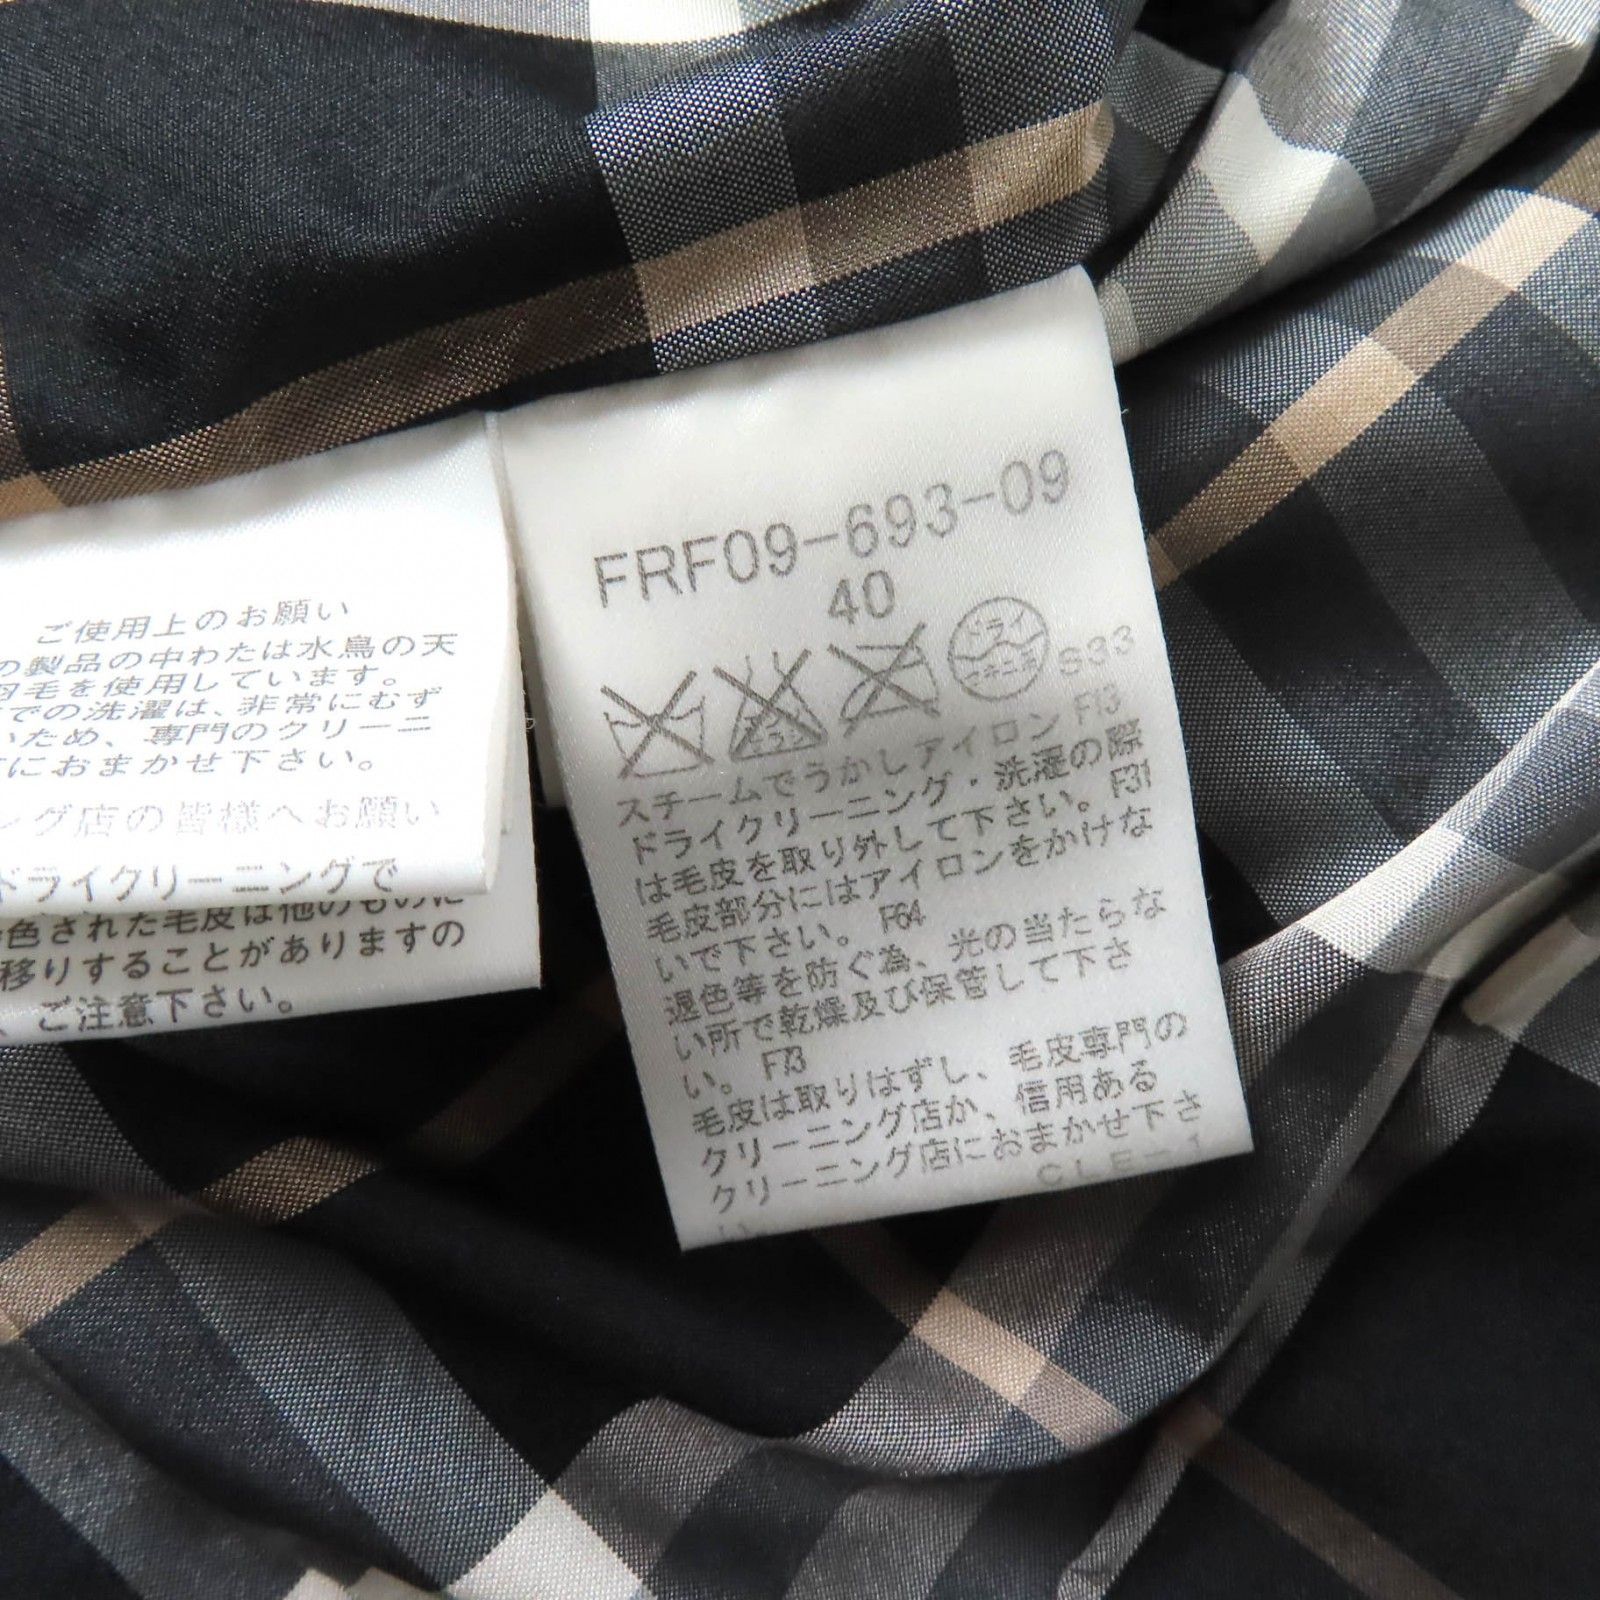 ご使用上のお願い
の製品の中わたは水鳥の天
羽毛を使用しています。
での洗濯は、非常にむず
いため、専門のクリーニ
におまかせ下さい。
ング店の皆様へお願い
ドライクリーニングで
色された毛皮は他のものに
移りすることがありますの
、ご注意下さい。
FRF09-693-09
40
ドライ
セキユ系
S33
スチームでうかしアイロン F13
ドライクリーニング・洗濯の際
は毛皮を取り外して下さい。F31
毛皮部分にはアイロンをかけな
いで下さい。F64
退色等を防ぐ為、光の当たらな
い所で乾燥及び保管して下さ
い。F73
毛皮は取りはずし、毛皮専門の
クリーニング店か、信用ある
クリーニング店におまかせ下さ
い
CLE-1